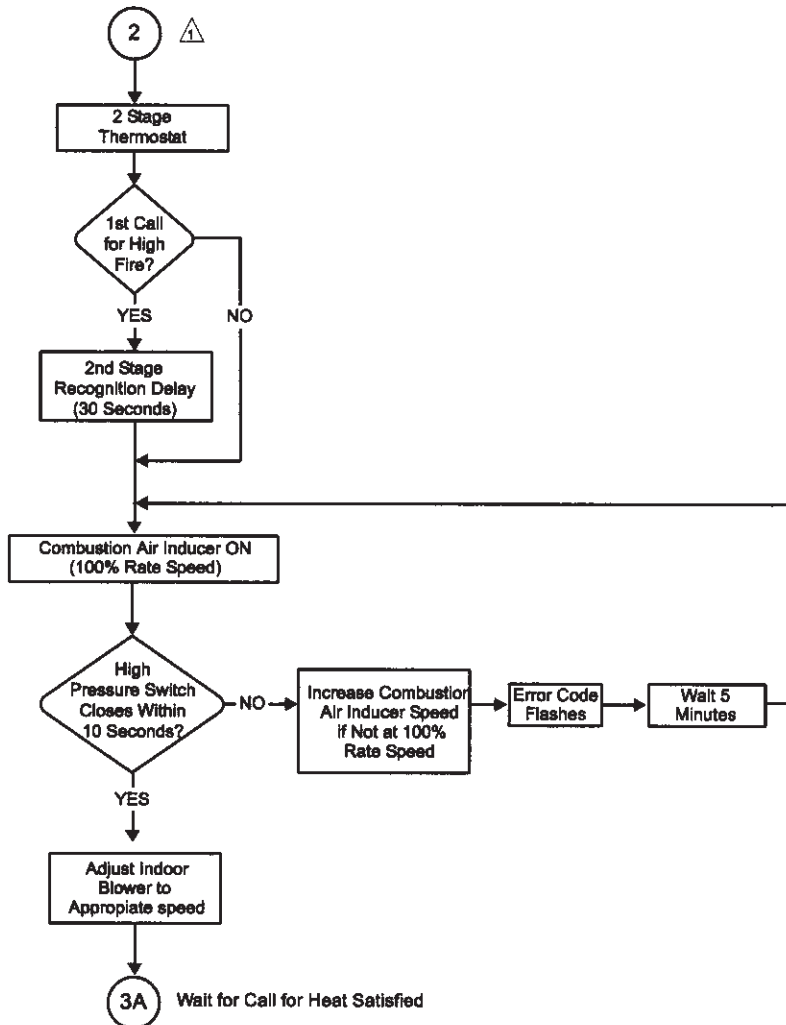 2
1
2 Stage
Thermostat
1st Call
for High
Fire?
YES
NO
2nd Stage
Recognition Delay
(30 Seconds)
Combustion Air Inducer ON
(100% Rate Speed)
High
Pressure Switch
Closes Within
10 Seconds?
NO
Increase Combustion
Air Inducer Speed
if Not at 100%
Rate Speed
Error Code
Flashes
Wait 5
Minutes
YES
Adjust Indoor
Blower to
Appropiate speed
3A
Wait for Call for Heat Satisfied